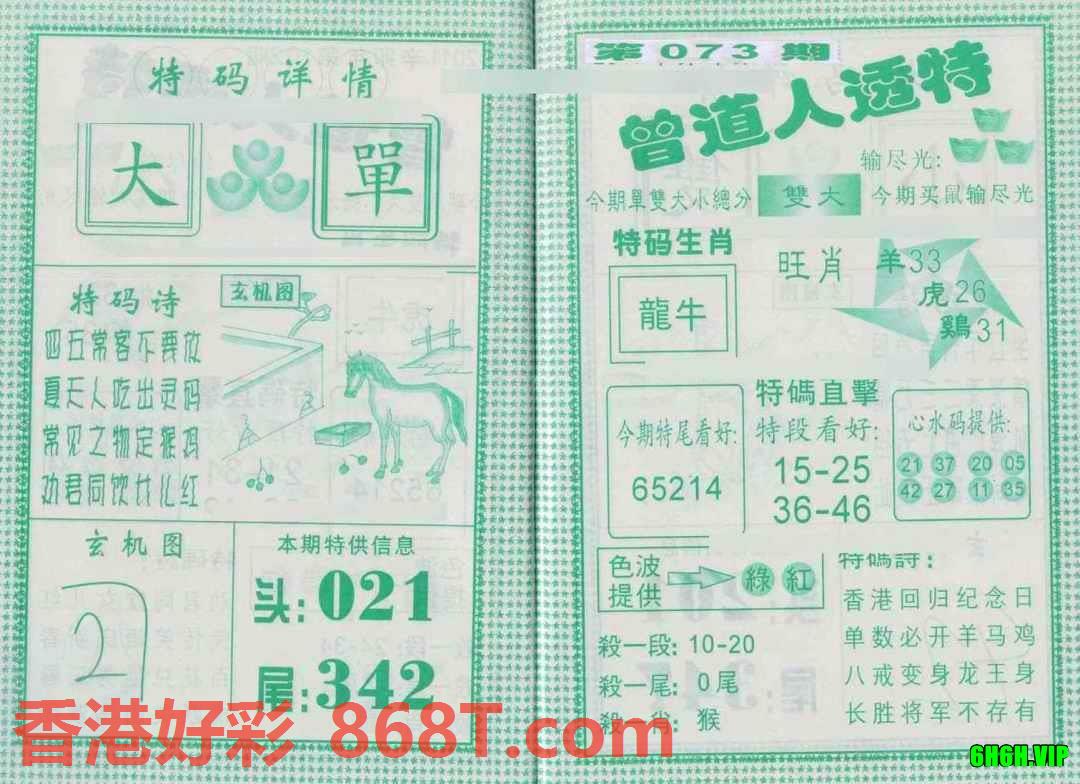 特码详情
大 單
特码诗
玄机图
四五常客不要放
夏天人吃出灵码
常见之物定猴鸡
劝君同饮女儿红
玄机图
本期特供信息
头:021
尾:342
第073期
曾道人透特
输尽光:
今期單雙大小總分 雙大 今期买鼠输尽光
特码生肖
龍牛
旺肖
羊33
虎26
鷄31
今期特尾看好:
65214
特碼直擊
特段看好:
15-25
36-46
心水码提供:
21 37 20 05
42 27 11 35
色波
提供
綠 紅
殺一段: 10-20
殺一尾: 0尾
殺一肖: 猴
特碼詩:
香港回归纪念日
单数必开羊马鸡
八戒变身龙王身
长胜将军不存有
香港好彩 868T.com
6H6H.VIP